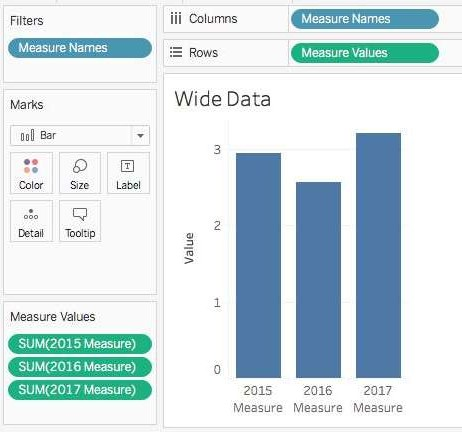 Filters
Measure Names
Marks
Bar
Color
Size
Label
Detail
Tooltip
Measure Values
SUM(2015 Measure)
SUM(2016 Measure)
SUM(2017 Measure)
Columns
Measure Names
Rows
Measure Values
Wide Data
Value
3
2
1
0
2015
Measure
2016
Measure
2017
Measure